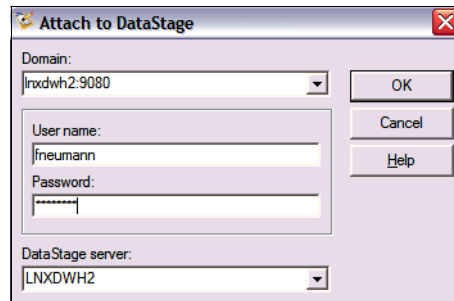 Attach to DataStage
Domain:
lnxdwh2:9080
OK
User name:
fneumann
Cancel
Password:
********
Help
DataStage server:
LNXDWH2